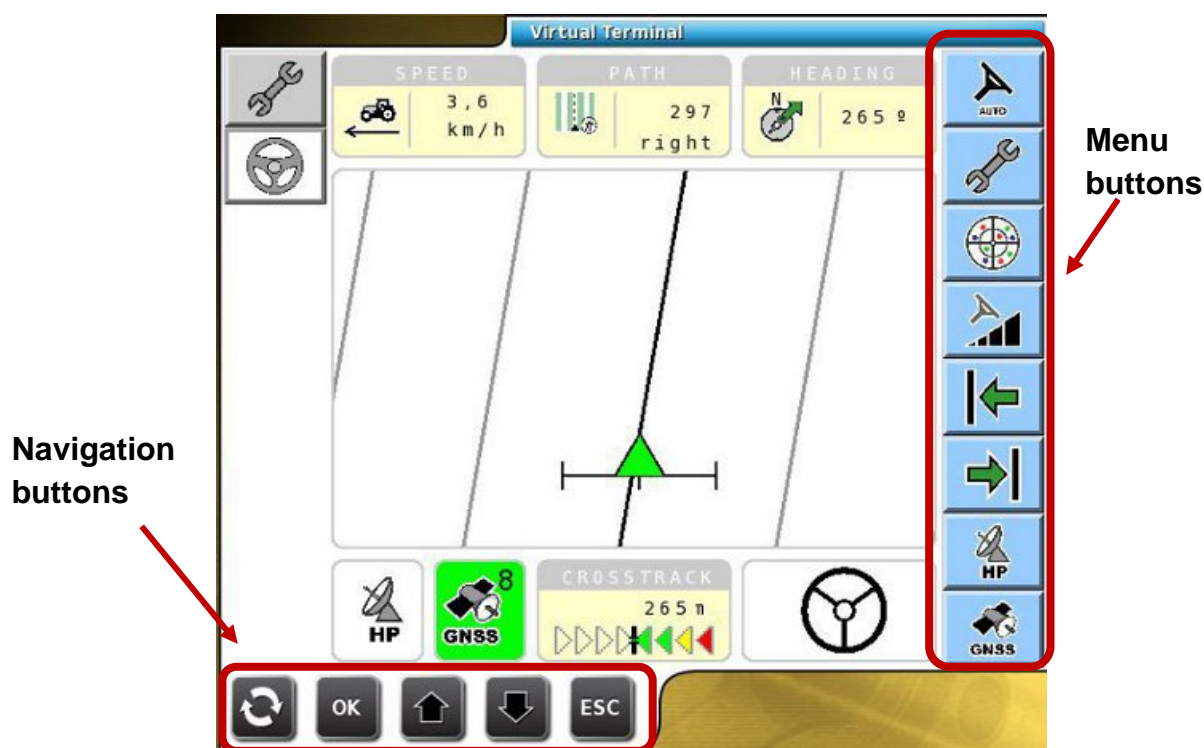 Virtual Terminal
SPEED
3,6
km/h
PATH
297
right
HEADING
N
265 º
AUTO
Menu
buttons
Navigation
buttons
HP
8
GNSS
CROSSTRACK
265 m
HP
GNSS
OK
ESC